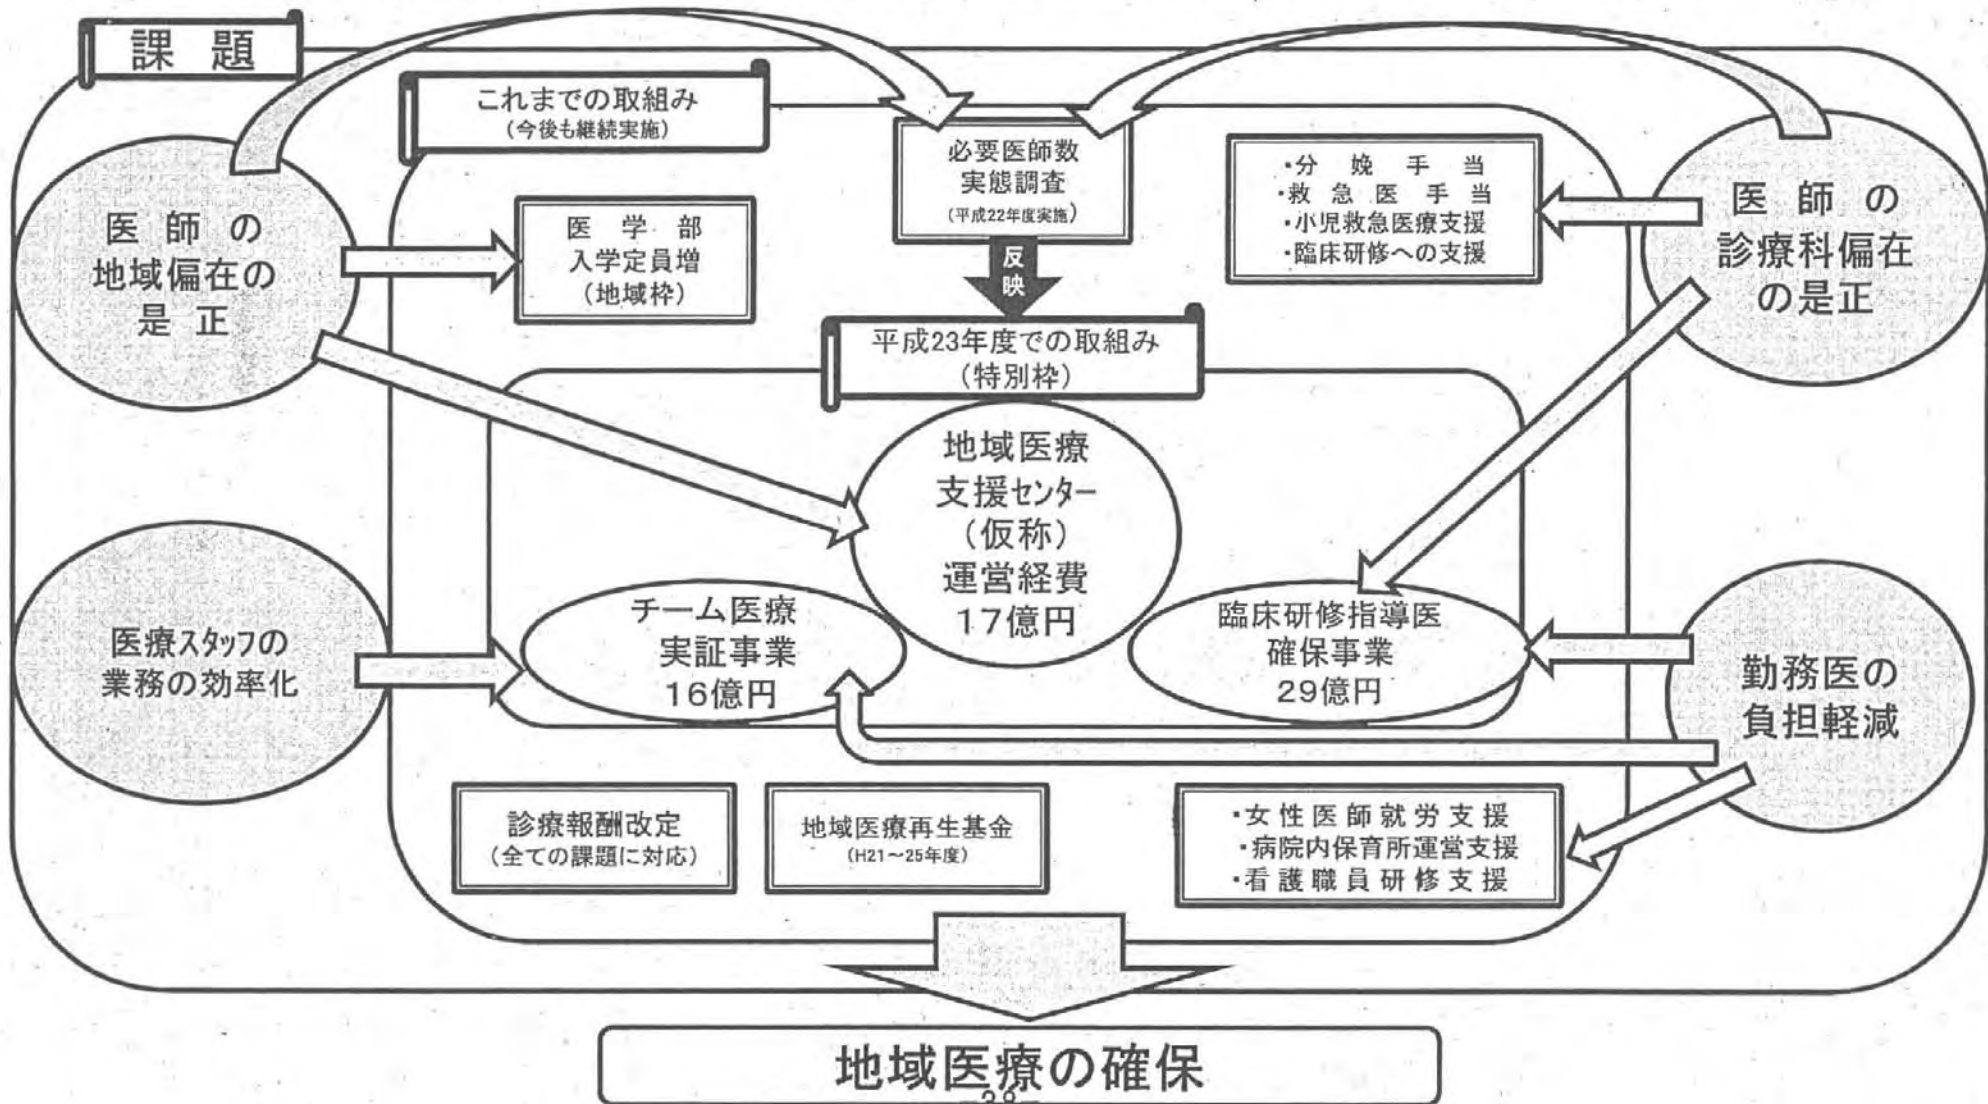 課題
これまでの取組み
(今後も継続実施)
必要医師数
実態調査
(平成22年度実施)
・分娩手当
・救急医手当
・小児救急医療支援
・臨床研修への支援
医師の
地域偏在の
是正
医学部
入学定員増
(地域枠)
反映
医師の
診療科偏在
の是正
平成23年度での取組み
(特別枠)
地域医療
支援センター
(仮称)
運営経費
17億円
チーム医療
実証事業
16億円
臨床研修指導医
確保事業
29億円
医療スタッフの
業務の効率化
勤務医の
負担軽減
診療報酬改定
(全ての課題に対応)
地域医療再生基金
(H21～25年度)
・女性医師就労支援
・病院内保育所運営支援
・看護職員研修支援
地域医療の確保
-38-